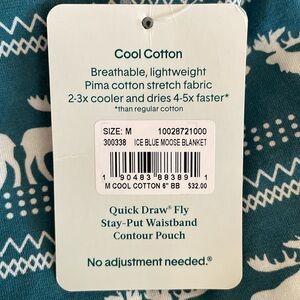 Cool Cotton
Breathable, lightweight
Pima cotton stretch fabric
2-3x cooler and dries 4-5x faster*
*than regular cotton
SIZE: M 10028721000
300338 ICE BLUE MOOSE BLANKET
1 90483 88389 1
M COOL COTTON 6" BB $32.00
Quick Draw® Fly
Stay-Put Waistband
Contour Pouch
No adjustment needed.®